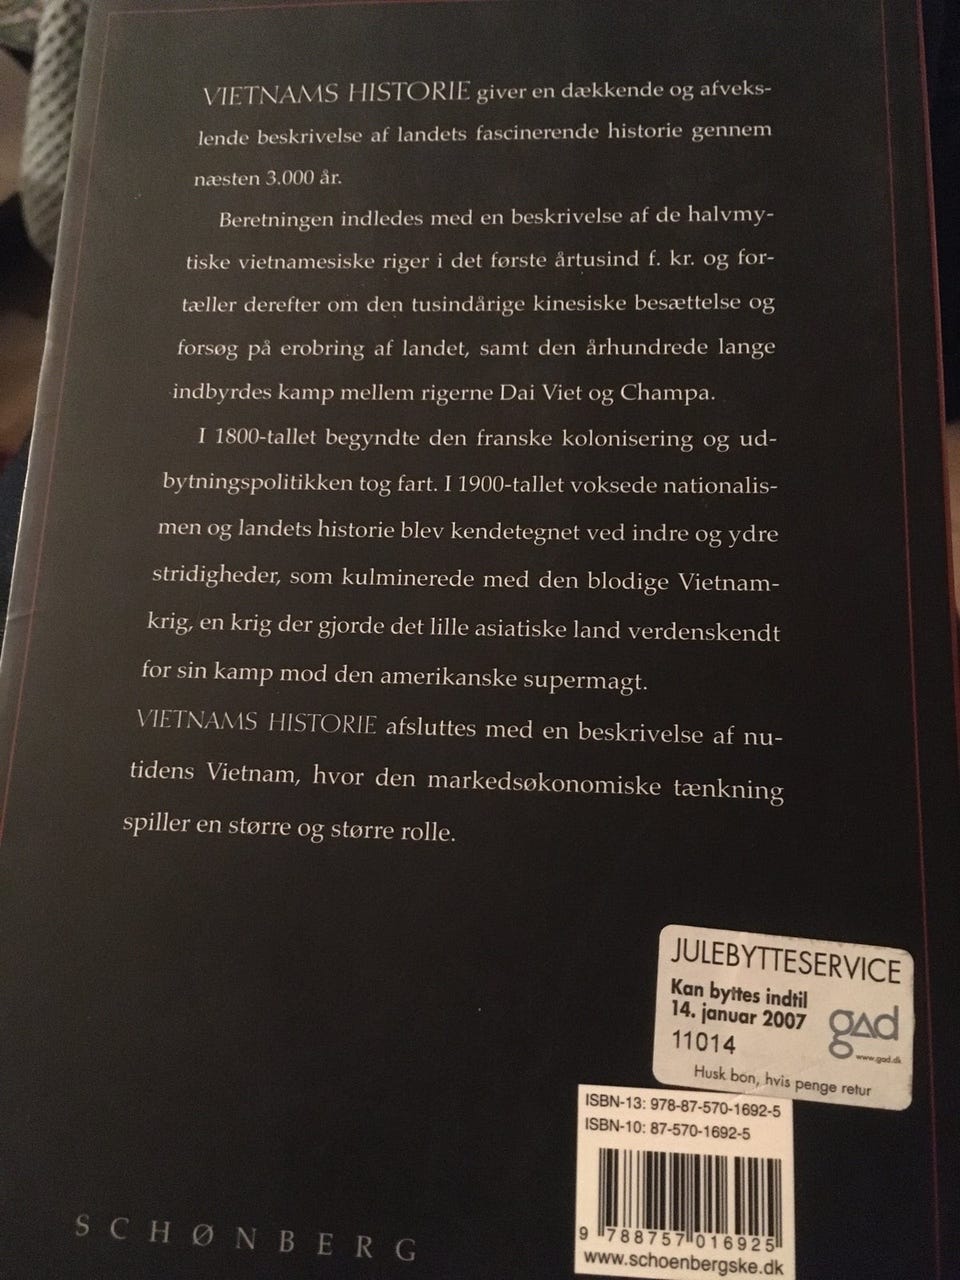 VIETNAMS HISTORIE giver en dækkende og afveks-
lende beskrivelse af landets fascinerende historie gennem
næsten 3.000 år.
Beretningen indledes med en beskrivelse af de halvmy-
tiske vietnamesiske riger i det første årtusind f. kr. og for-
tæller derefter om den tusindårige kinesiske besættelse og
forsøg på erobring af landet, samt den århundrede lange
indbyrdes kamp mellem rigerne Dai Viet og Champa.
I 1800-tallet begyndte den franske kolonisering og ud-
bytningspolitikken tog fart. I 1900-tallet voksede nationalis-
men og landets historie blev kendetegnet ved indre og ydre
stridigheder, som kulminerede med den blodige Vietnam-
krig, en krig der gjorde det lille asiatiske land verdenskendt
for sin kamp mod den amerikanske supermagt.
VIETNAMS HISTORIE afsluttes med en beskrivelse af nu-
tidens Vietnam, hvor den markedsøkonomiske tænkning
spiller en større og større rolle.
JULEBYTTESERVICE
Kan byttes indtil
14. januar 2007
11014
gad
www.gad.dk
Husk bon, hvis penge retur
ISBN-13: 978-87-570-1692-5
ISBN-10: 87-570-1692-5
9 788757 016925
www.schoenbergske.dk
SCHØNBERG